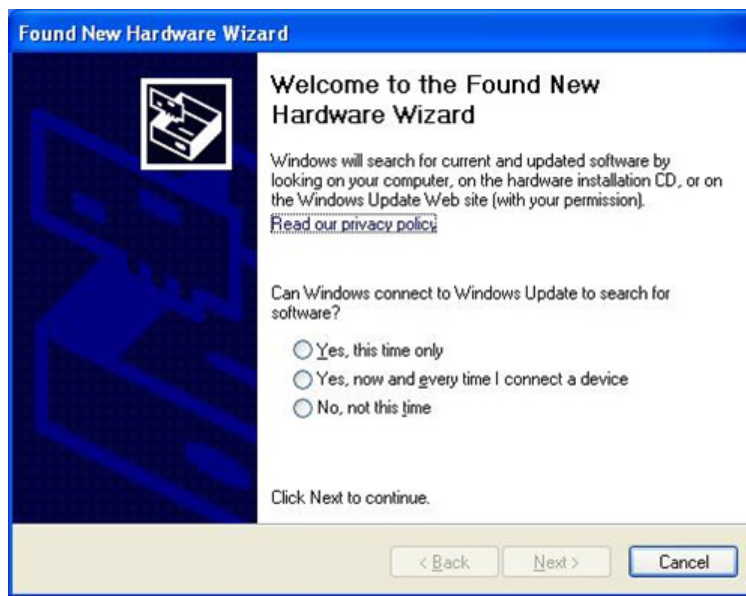 Found New Hardware Wizard
Welcome to the Found New
Hardware Wizard
Windows will search for current and updated software by
looking on your computer, on the hardware installation CD, or on
the Windows Update Web site (with your permission).
Read our privacy policy
Can Windows connect to Windows Update to search for
software?
Yes, this time only
Yes, now and every time I connect a device
No, not this time
Click Next to continue.
< Back
Next >
Cancel